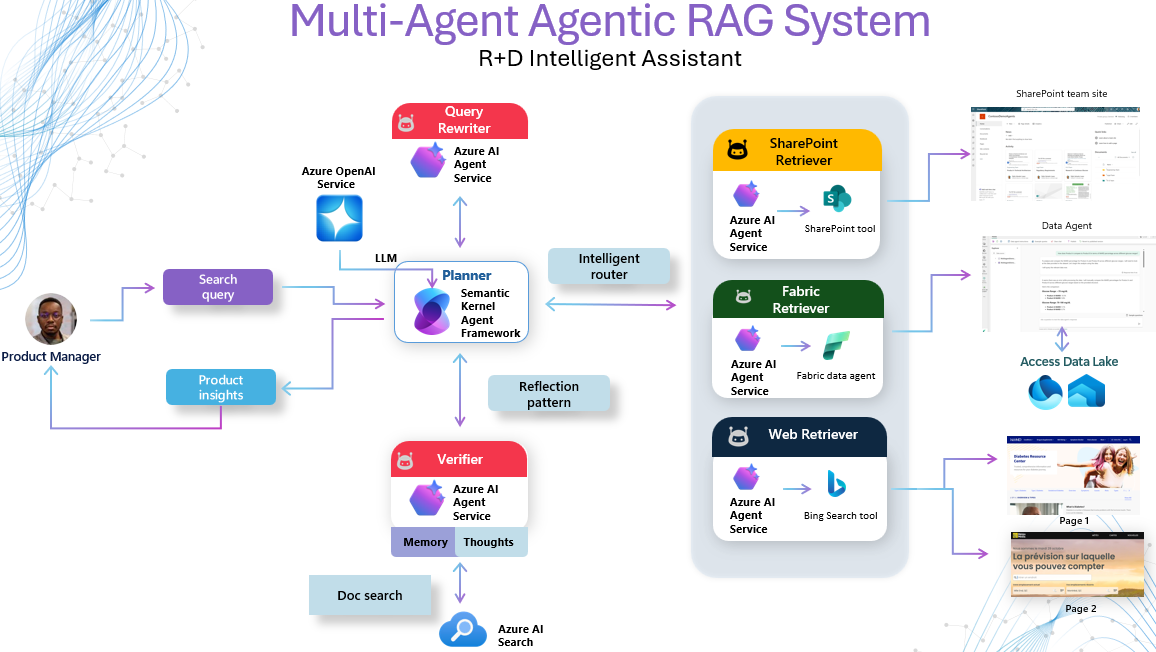 Multi-Agent Agentic RAG System
R+D Intelligent Assistant
Query
Rewriter
Azure AI
Agent
Service
Azure OpenAI
Service
LLM
Planner
Semantic
Kernel
Agent
Framework
Search
query
Product Manager
Product
insights
Intelligent
router
Reflection
pattern
Verifier
Azure AI
Agent
Service
Memory
Thoughts
Doc search
Azure AI
Search
SharePoint
Retriever
Azure AI
Agent
Service
SharePoint tool
Fabric
Retriever
Azure AI
Agent
Service
Fabric data agent
Web Retriever
Azure AI
Agent
Service
Bing Search tool
SharePoint team site
Data Agent
Access Data Lake
Diabetes Resource
Center
Page 1
La prévision sur laquelle
vous pouvez compter
Page 2